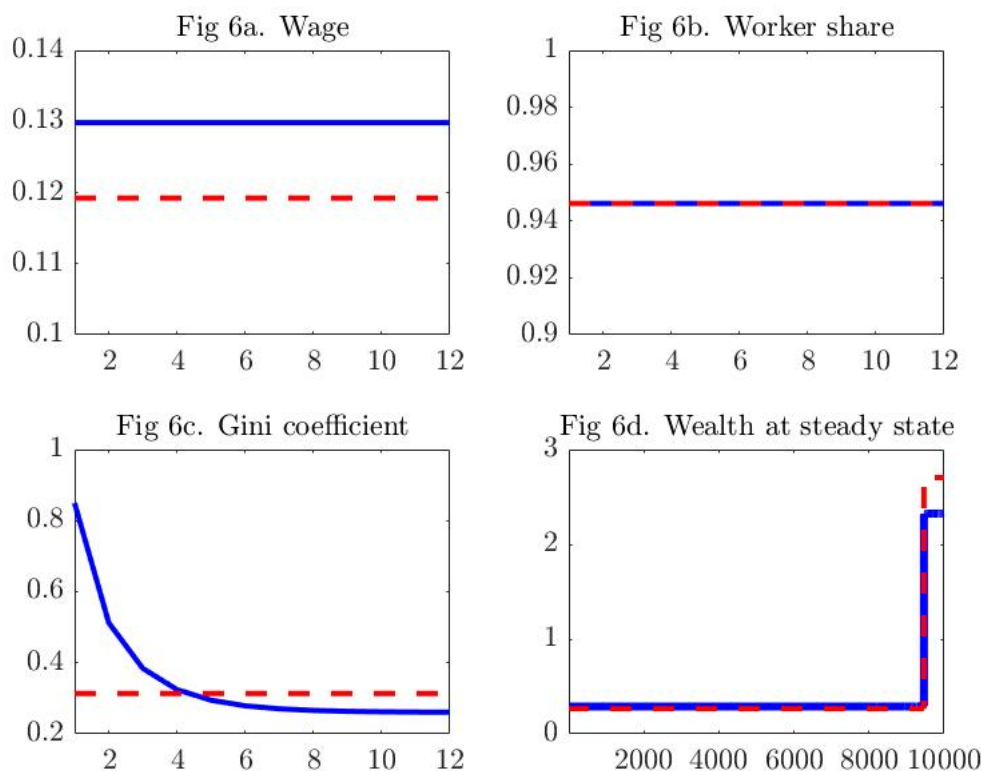 Fig 6a. Wage
0.14
0.13
0.12
0.11
0.1
2 4 6 8 10 12
Fig 6b. Worker share
1
0.98
0.96
0.94
0.92
0.9
2 4 6 8 10 12
Fig 6c. Gini coefficient
1
0.8
0.6
0.4
0.2
2 4 6 8 10 12
Fig 6d. Wealth at steady state
3
2
1
0
2000 4000 6000 8000 10000